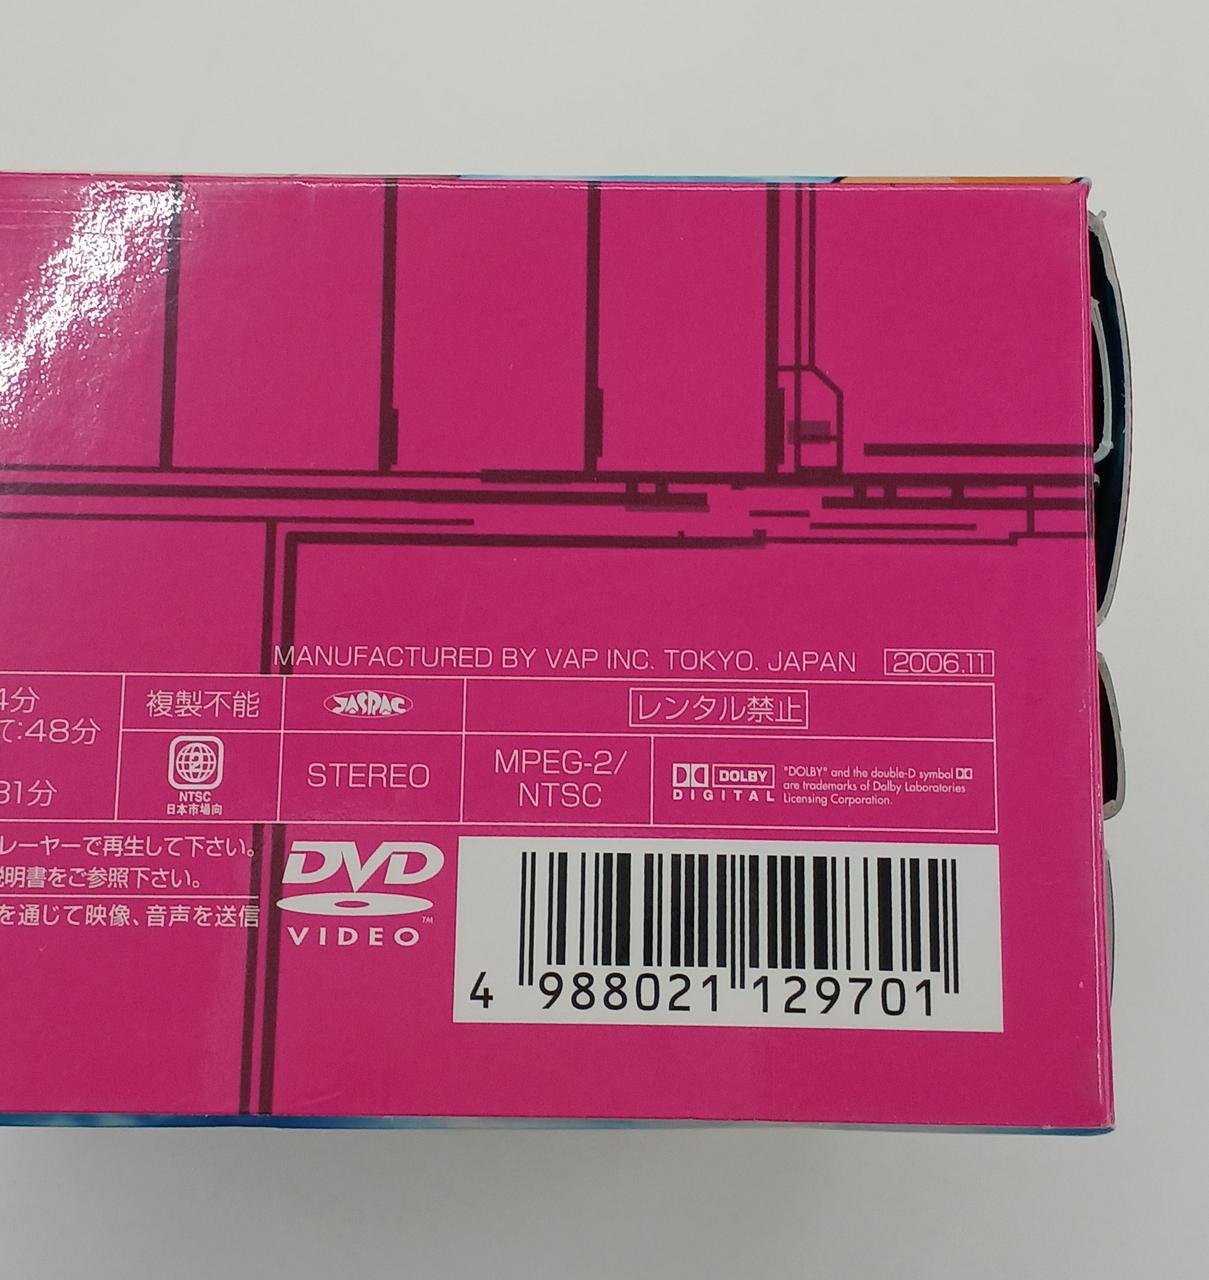 MANUFACTURED BY VAP INC. TOKYO. JAPAN 2006.11
4分
て:48分
31分
複製不能
JASRAC
レンタル禁止
2
NTSC
日本市場向
STEREO
MPEG-2/
NTSC
DOLBY
DIGITAL
"DOLBY" and the double-D symbol
are trademarks of Dolby Laboratories
Licensing Corporation.
レーヤーで再生して下さい。
説明書をご参照下さい。
を通じて映像、音声を送信
DVD
VIDEO™
4 988021 129701